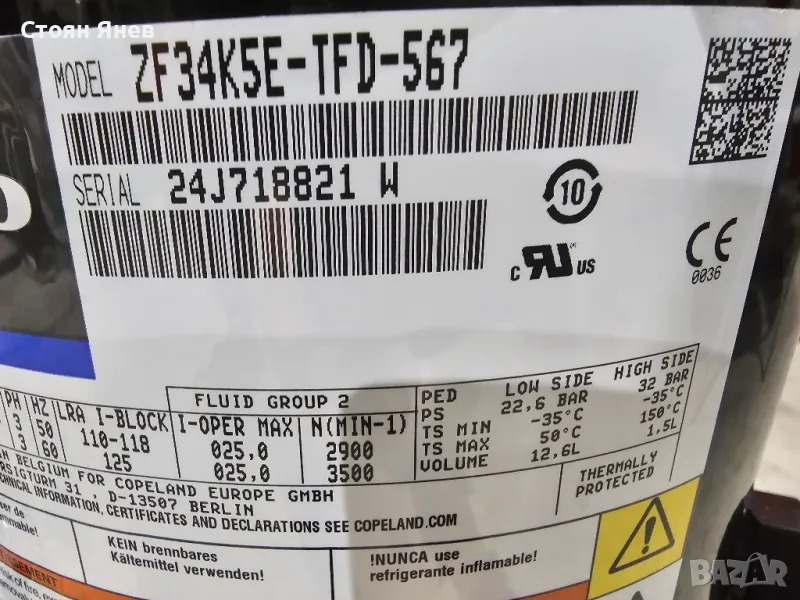 Стоян Янев
MODEL ZF34K5E-TFD-567
SERIAL 24J718821 W
10
c RU US
CE
0036
FLUID GROUP 2
PH HZ LRA I-BLOCK I-OPER MAX N(MIN-1)
3 50 110-118 025,0 2900
3 60 125 025,0 3500
PED LOW SIDE HIGH SIDE
PS 22,6 BAR 32 BAR
TS MIN -35°C -35°C
TS MAX 50°C 150°C
VOLUME 12,6L 1,5L
IN BELGIUM FOR COPELAND EUROPE GMBH
31 , D-13507 BERLIN
TECHNICAL INFORMATION, CERTIFICATES AND DECLARATIONS SEE COPELAND.COM
THERMALLY
PROTECTED
KEIN brennbares
Kältemittel verwenden
!NUNCA use
refrigerante inflamable!
BAZAR